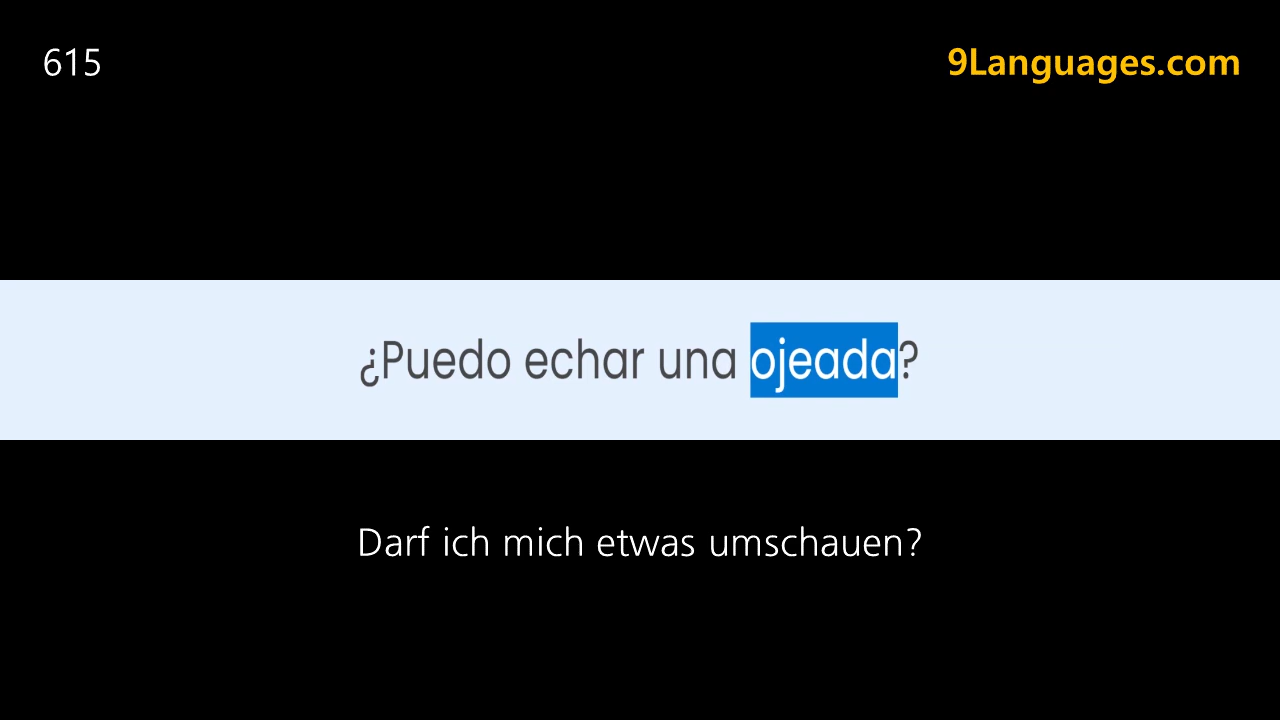 615
9Languages.com
¿Puedo echar una ojeada?
Darf ich mich etwas umschauen?